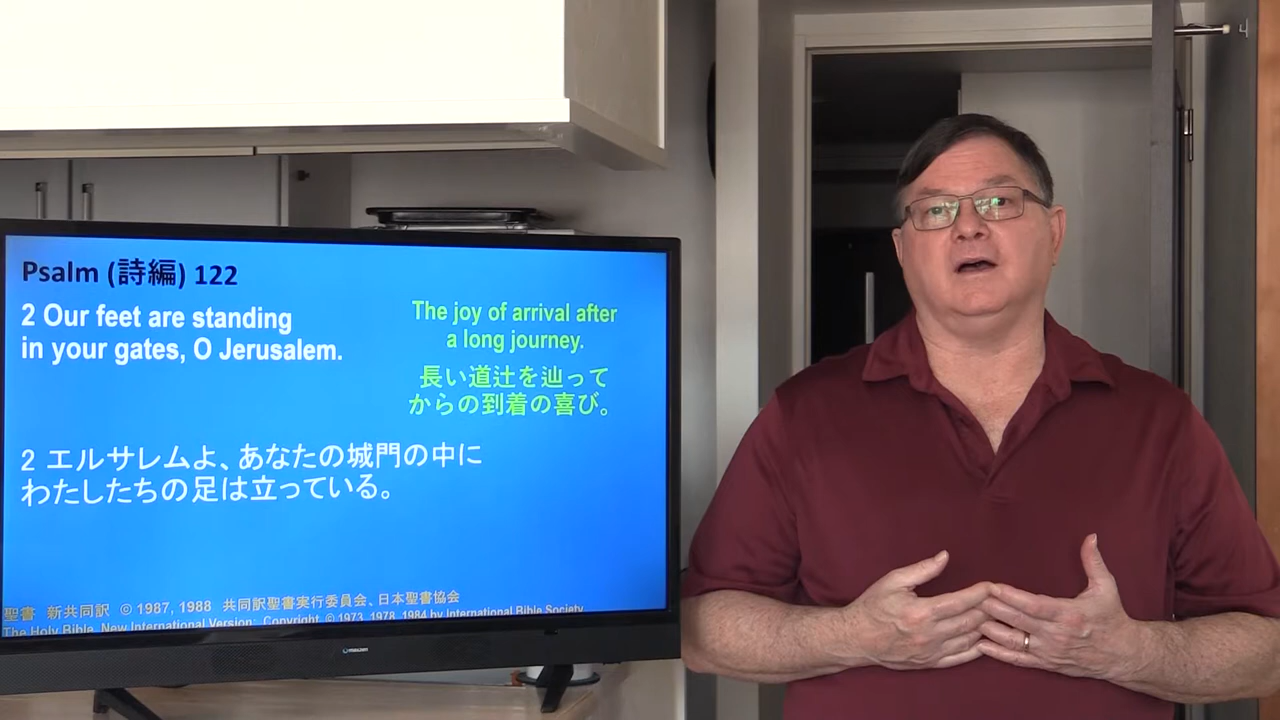 Psalm (詩編) 122
2 Our feet are standing
in your gates, O Jerusalem.
The joy of arrival after
a long journey.
長い道辻を辿って
からの到着の喜び。
2 エルサレムよ、あなたの城門の中に
わたしたちの足は立っている。
聖書 新共同訳 © 1987, 1988 共同訳聖書実行委員会、日本聖書協会
The Holy Bible, New International Version; Copyright © 1973, 1978, 1984 by International Bible Society